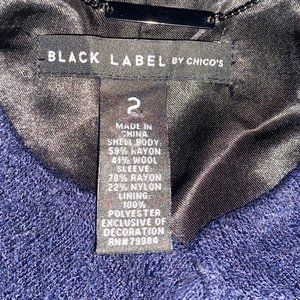 BLACK LABEL BY CHICO'S
2
MADE IN
CHINA
SHELL BODY:
59% RAYON
41% WOOL
SLEEVE:
78% RAYON
22% NYLON
LINING:
100%
POLYESTER
EXCLUSIVE OF
DECORATION
RN#79984